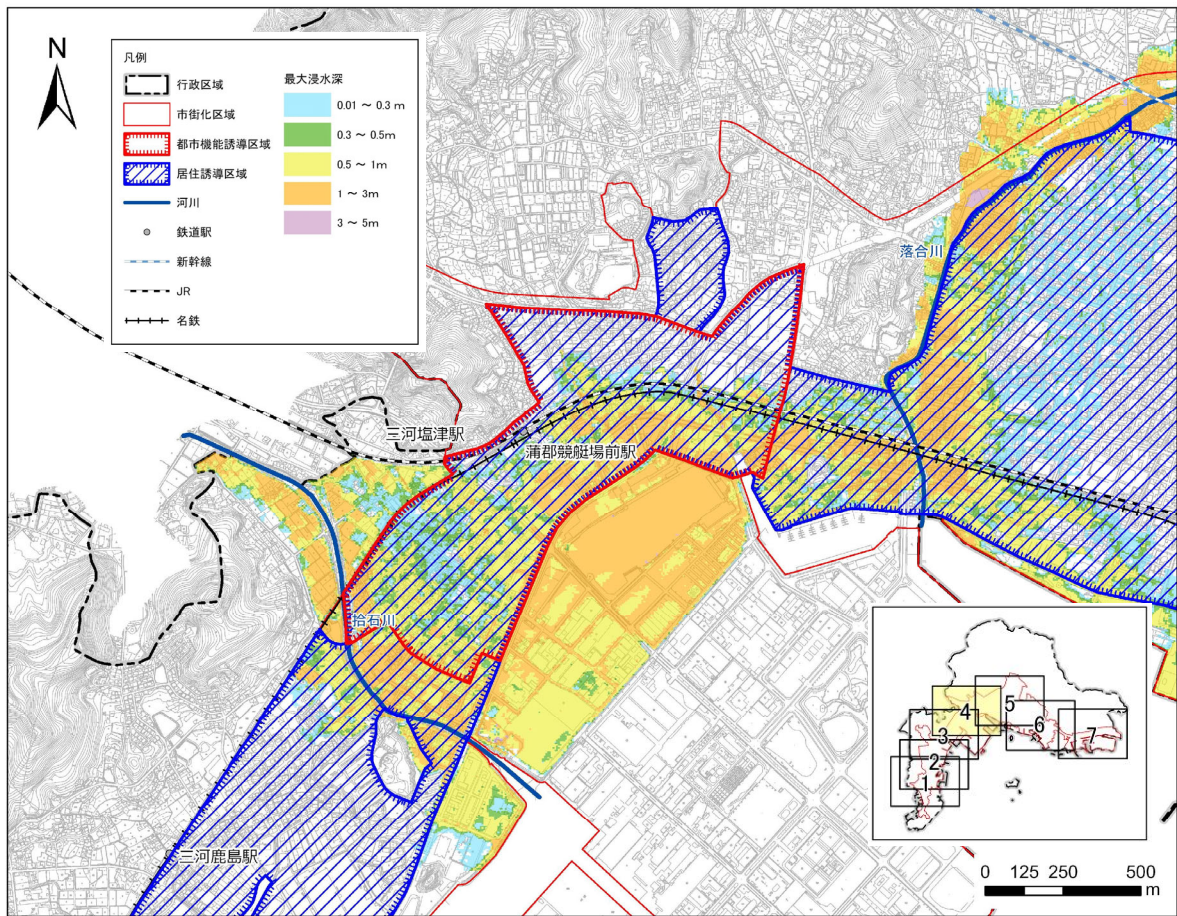 N
凡例
行政区域
市街化区域
都市機能誘導区域
居住誘導区域
河川
鉄道駅
新幹線
JR
名鉄
最大浸水深
0.01 ～ 0.3 m
0.3 ～ 0.5m
0.5 ～ 1m
1 ～ 3m
3 ～ 5m
落合川
三河塩津駅
蒲郡競艇場前駅
拾石川
三河鹿島駅
5
4
6
3
7
2
1
0 125 250 500
m